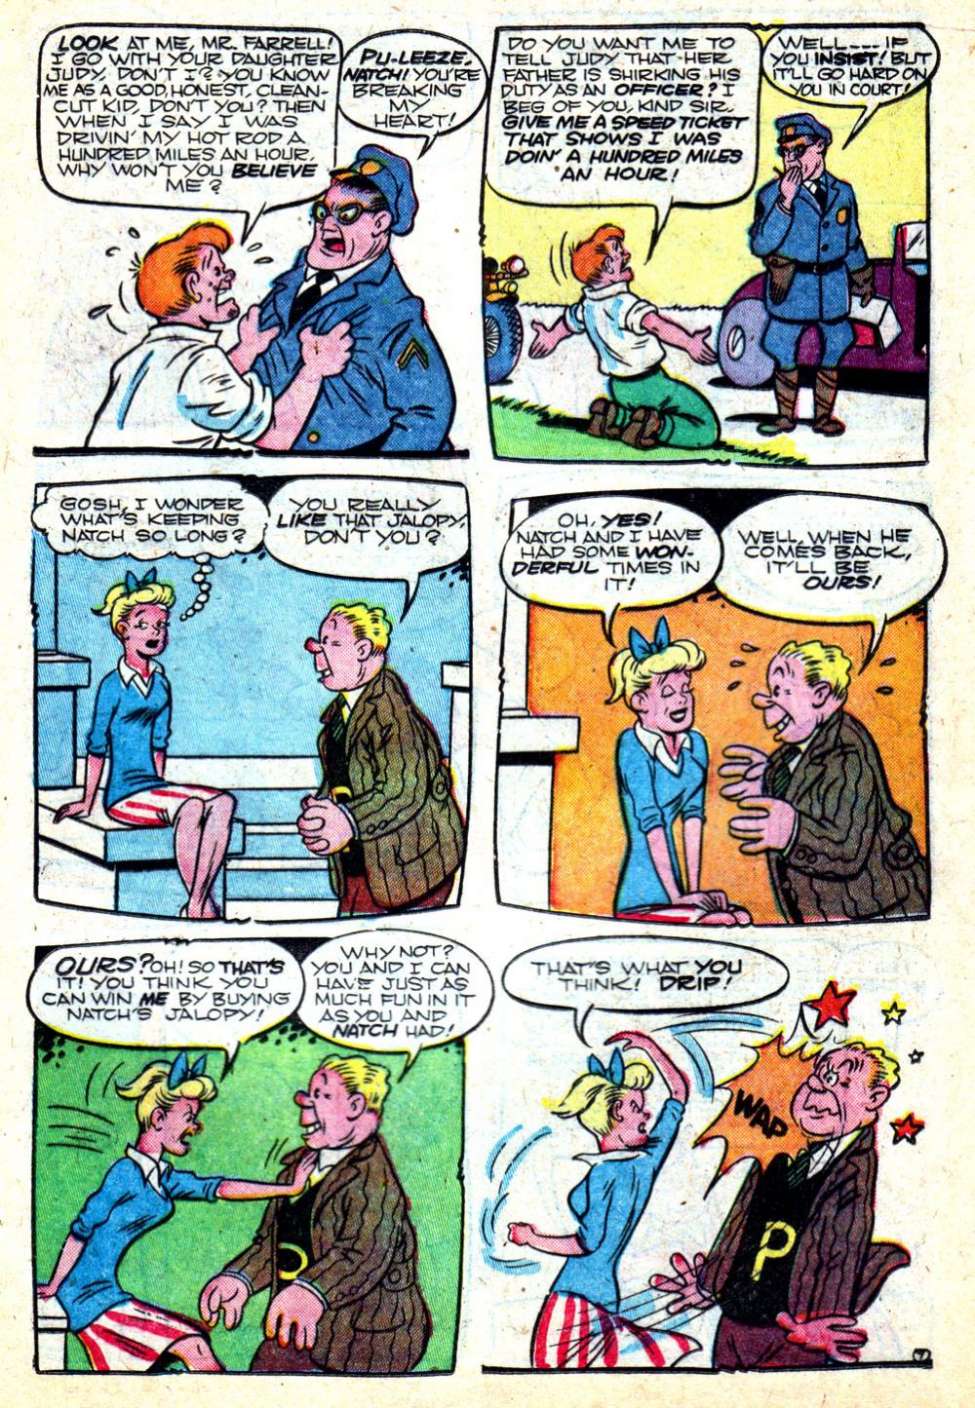 LOOK AT ME, MR. FARRELL!
I GO WITH YOUR DAUGHTER
JUDY, DON'T I? YOU KNOW
ME AS A GOOD, HONEST, CLEAN-
CUT KID, DON'T YOU? THEN
WHEN I SAY I WAS
DRIVIN' MY HOT ROD A
HUNDRED MILES AN HOUR,
WHY WON'T YOU BELIEVE
ME?
PU-LEEZE,
NATCH! YOU'RE
BREAKING
MY
HEART!
DO YOU WANT ME TO
TELL JUDY THAT HER
FATHER IS SHIRKING HIS
DUTY AS AN OFFICER? I
BEG OF YOU, KIND SIR,
GIVE ME A SPEED TICKET
THAT SHOWS I WAS
DOIN' A HUNDRED MILES
AN HOUR!
WELL--- IF
YOU INSIST! BUT
IT'LL GO HARD ON
YOU IN COURT!
GOSH, I WONDER
WHAT'S KEEPING
NATCH SO LONG?
YOU REALLY
LIKE THAT JALOPY,
DON'T YOU?
OH, YES!
NATCH AND I HAVE
HAD SOME WON-
DERFUL TIMES IN
IT!
WELL, WHEN HE
COMES BACK,
IT'LL BE
OURS!
OURS? OH! SO THAT'S
IT! YOU THINK YOU
CAN WIN ME BY BUYING
NATCH'S JALOPY!
WHY NOT?
YOU AND I CAN
HAVE JUST AS
MUCH FUN IN IT
AS YOU AND
NATCH HAD!
THAT'S WHAT YOU
THINK! DRIP!
WAP
P
7